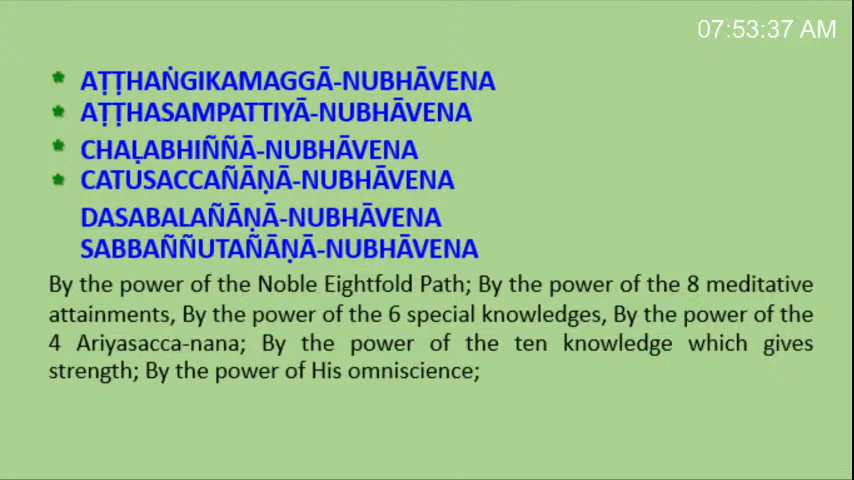 07:53:37 AM
* AṬṬHAṄGIKAMAGGĀ-NUBHĀVENA
* AṬṬHASAMPATTIYĀ-NUBHĀVENA
* CHAḶABHIÑÑĀ-NUBHĀVENA
* CATUSACCAÑĀṆĀ-NUBHĀVENA
DASABALAÑĀṆĀ-NUBHĀVENA
SABBAÑÑUTAÑĀṆĀ-NUBHĀVENA
By the power of the Noble Eightfold Path; By the power of the 8 meditative
attainments, By the power of the 6 special knowledges, By the power of the
4 Ariyasacca-nana; By the power of the ten knowledge which gives
strength; By the power of His omniscience;